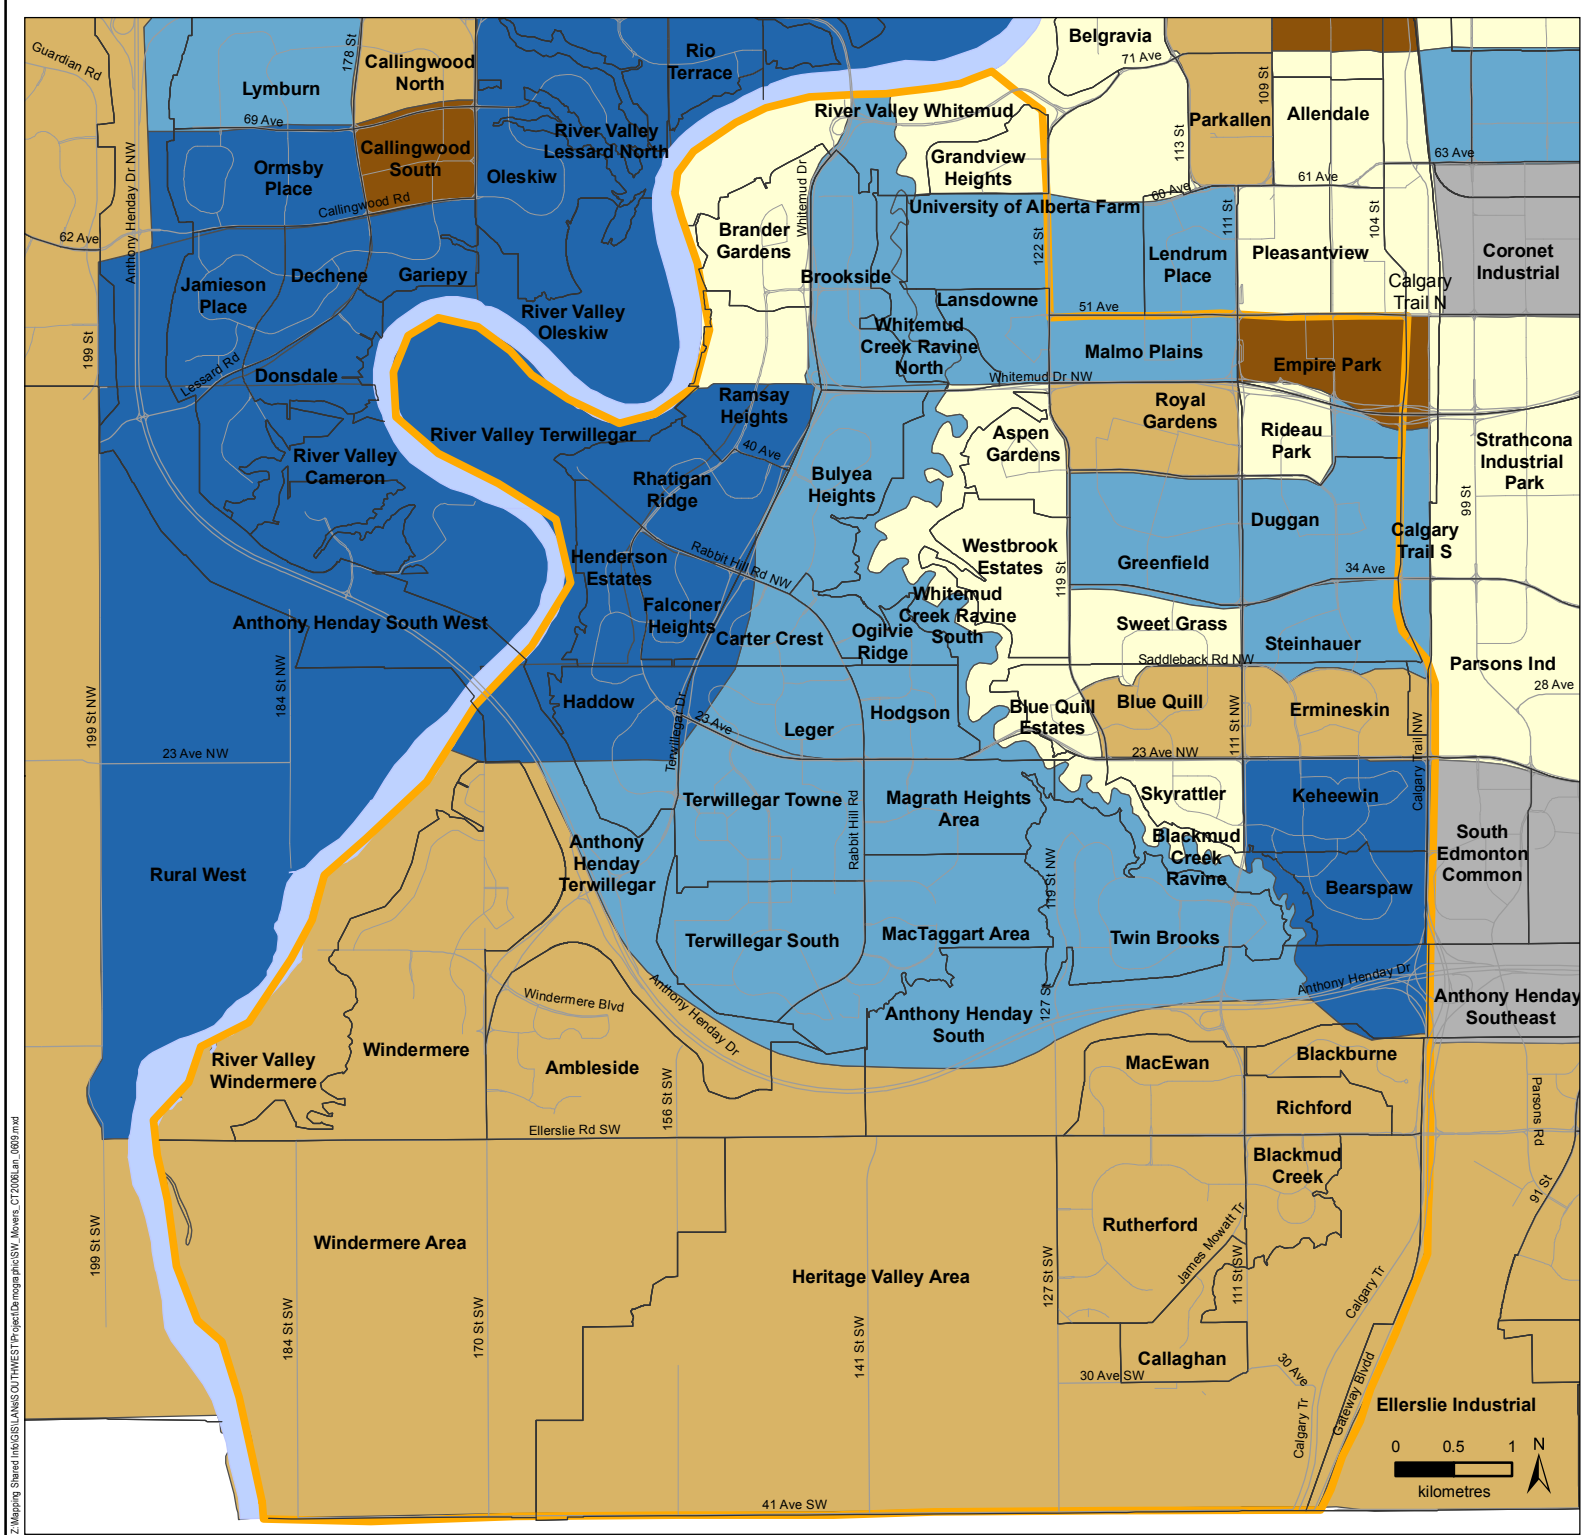 Guardian Rd
178 St
Callingwood
North
Lymburn
69 Ave
Rio
Terrace
Belgravia
71 Ave
109 St
113 St
Parkallen
Allendale
River Valley Whitemud
River Valley
Lessard North
Callingwood
South
Ormsby
Place
Oleskiw
Callingwood Rd
Grandview
Heights
63 Ave
61 Ave
60 Ave
University of Alberta Farm
Anthony Henday Dr NW
62 Ave
Whitemud Dr
Brander
Gardens
122 St
111 St
104 St
Lendrum
Place
Pleasantview
Coronet
Industrial
Jamieson
Place
Dechene
Gariepy
Brookside
Lansdowne
51 Ave
Calgary
Trail N
River Valley
Oleskiw
Whitemud
Creek Ravine
North
Malmo Plains
Empire Park
199 St
Lessard Rd
Donsdale
Whitemud Dr NW
Ramsay
Heights
Royal
Gardens
River Valley Terwillegar
40 Ave
Aspen
Gardens
Rideau
Park
Strathcona
Industrial
Park
River Valley
Cameron
Rhatigan
Ridge
Bulyea
Heights
99 St
Duggan
Calgary
Trail S
Henderson
Estates
Rabbit Hill Rd NW
Westbrook
Estates
119 St
Greenfield
34 Ave
Whitemud
Creek Ravine
South
Falconer
Heights
Anthony Henday South West
Carter Crest
Ogilvie
Ridge
Sweet Grass
Steinhauer
Saddleback Rd NW
Parsons Ind
28 Ave
199 St NW
184 St NW
Haddow
Terwillegar Dr
23 Ave
Leger
Hodgson
Blue Quill
Estates
Blue Quill
111 St NW
Ermineskin
Calgary Trail NW
23 Ave NW
23 Ave NW
Terwillegar Towne
Rabbit Hill Rd
Magrath Heights
Area
Skyrattler
Keheewin
Blackmud
Creek
Ravine
South
Edmonton
Common
Anthony
Henday
Terwillegar
Rural West
119 St NW
Bearspaw
Terwillegar South
MacTaggart Area
Twin Brooks
Anthony Henday Dr
Windermere Blvd
Anthony Henday Dr
127 St
Anthony Henday
South
Anthony Henday
Southeast
River Valley
Windermere
Windermere
Ambleside
156 St SW
MacEwan
Blackburne
Richford
Parsons Rd
Ellerslie Rd SW
Blackmud
Creek
91 St
199 St SW
Windermere Area
Heritage Valley Area
Rutherford
James Mowatt Tr
127 St SW
111 St SW
Calgary Tr
184 St SW
170 St SW
141 St SW
Callaghan
30 Ave SW
30 Ave
Calgary Tr
Gateway Blvdd
Ellerslie Industrial
0 0.5 1 N
kilometres
41 Ave SW
Z:\Mapping Shared Info\GIS\LANs\SOUTHWEST\Project\Demographic\SW_Movers_CT2006Lan_0609.mxd